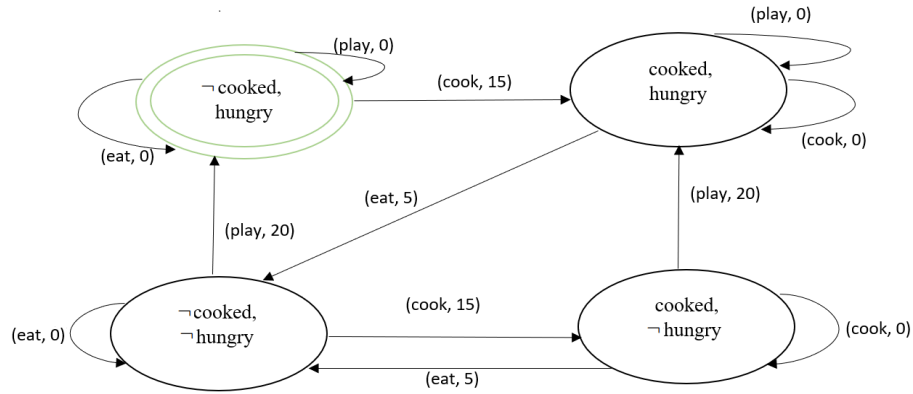 (play, 0)
(play, 0)
¬cooked,
hungry
(cook, 15)
cooked,
hungry
(cook, 0)
(eat, 0)
(eat, 5)
(play, 20)
(play, 20)
¬cooked,
¬hungry
(cook, 15)
cooked,
¬hungry
(eat, 0)
(cook, 0)
(eat, 5)